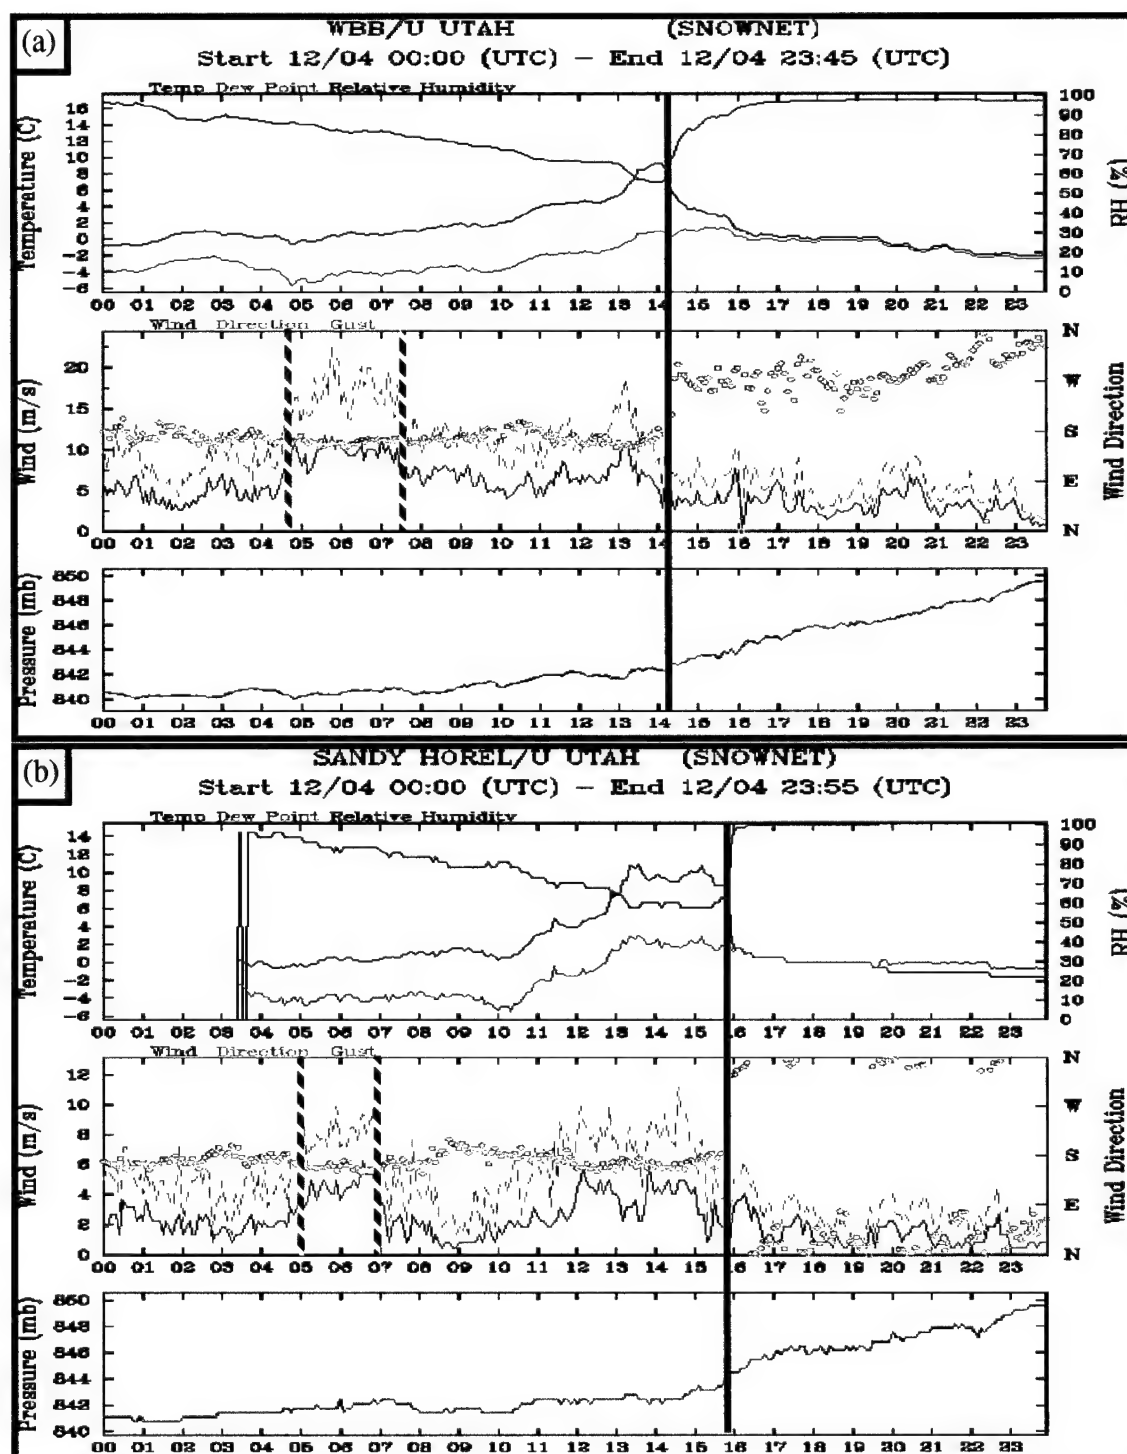 (a)
WBB/U UTAH (SNOWNET)
Start 12/04 00:00 (UTC) – End 12/04 23:45 (UTC)
Temp Dew Point Relative Humidity
Temperature (C)
16
14
12
10
8
6
4
2
0
−2
−4
−6
100
90
80
70
60
50
40
30
20
10
0
RH (%)
00 01 02 03 04 05 06 07 08 09 10 11 12 13 14 15 16 17 18 19 20 21 22 23
Wind Direction Gust
Wind (m/s)
20
15
10
5
0
N
W
S
E
N
Wind Direction
00 01 02 03 04 05 06 07 08 09 10 11 12 13 14 15 16 17 18 19 20 21 22 23
Pressure (mb)
850
848
846
844
842
840
00 01 02 03 04 05 06 07 08 09 10 11 12 13 14 15 16 17 18 19 20 21 22 23
(b)
SANDY HOREL/U UTAH (SNOWNET)
Start 12/04 00:00 (UTC) – End 12/04 23:55 (UTC)
Temp Dew Point Relative Humidity
Temperature (C)
14
12
10
8
6
4
2
0
−2
−4
−6
100
90
80
70
60
50
40
30
20
10
0
RH (%)
00 01 02 03 04 05 06 07 08 09 10 11 12 13 14 15 16 17 18 19 20 21 22 23
Wind Direction Gust
Wind (m/s)
12
10
8
6
4
2
0
N
W
S
E
N
Wind Direction
00 01 02 03 04 05 06 07 08 09 10 11 12 13 14 15 16 17 18 19 20 21 22 23
Pressure (mb)
850
848
846
844
842
840
00 01 02 03 04 05 06 07 08 09 10 11 12 13 14 15 16 17 18 19 20 21 22 23